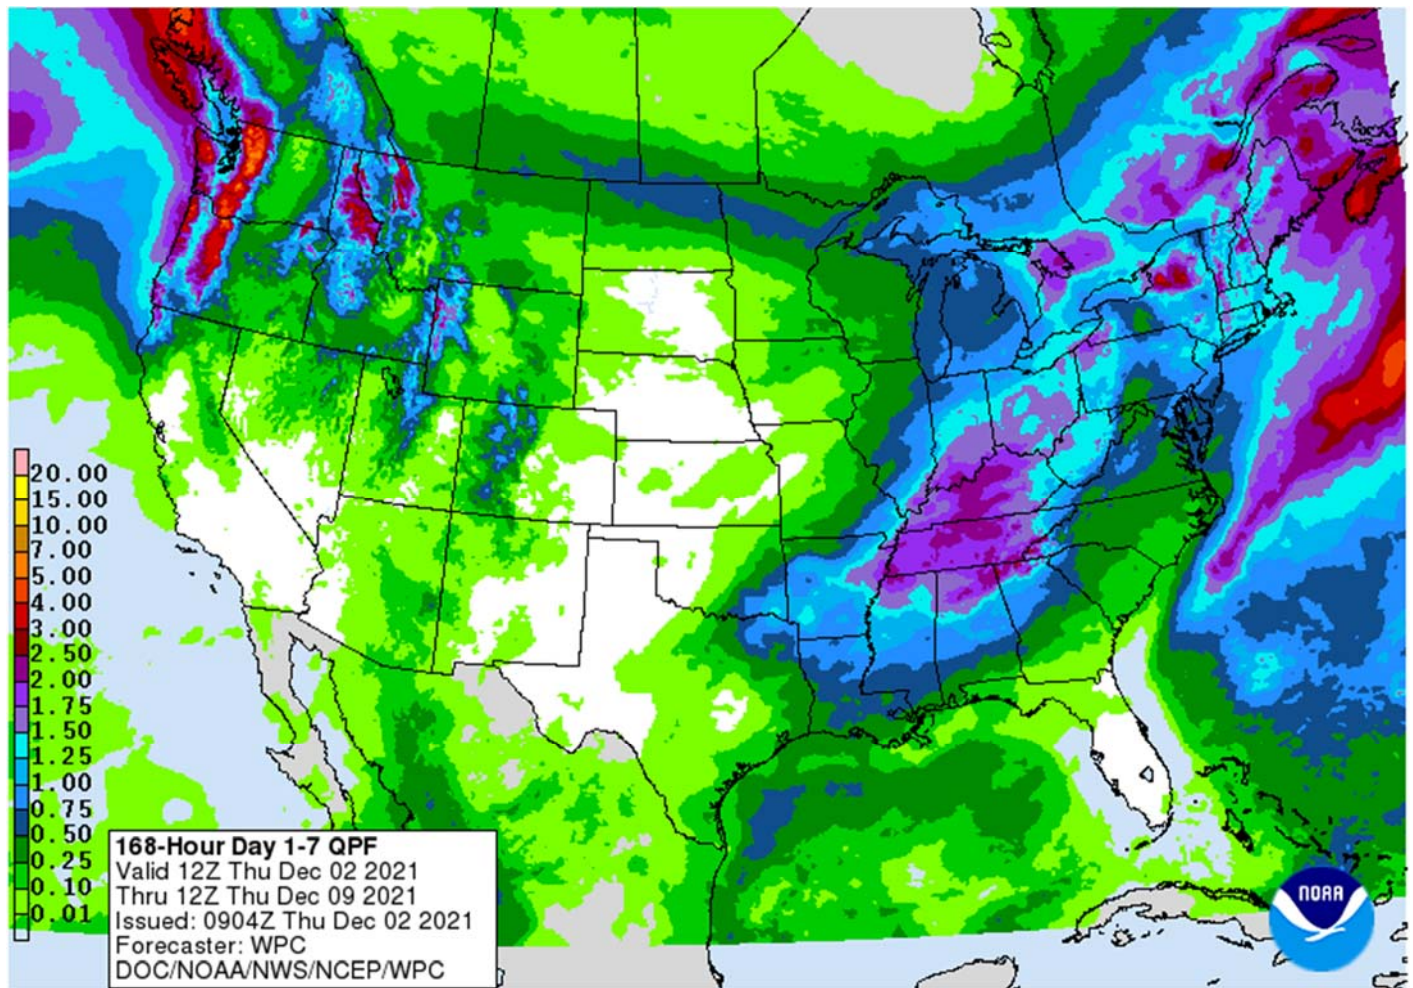 20.00
15.00
10.00
7.00
5.00
4.00
3.00
2.50
2.00
1.75
1.50
1.25
1.00
0.75
0.50
0.25
0.10
0.01
168-Hour Day 1-7 QPF
Valid 12Z Thu Dec 02 2021
Thru 12Z Thu Dec 09 2021
Issued: 0904Z Thu Dec 02 2021
Forecaster: WPC
DOC/NOAA/NWS/NCEP/WPC
NOAA